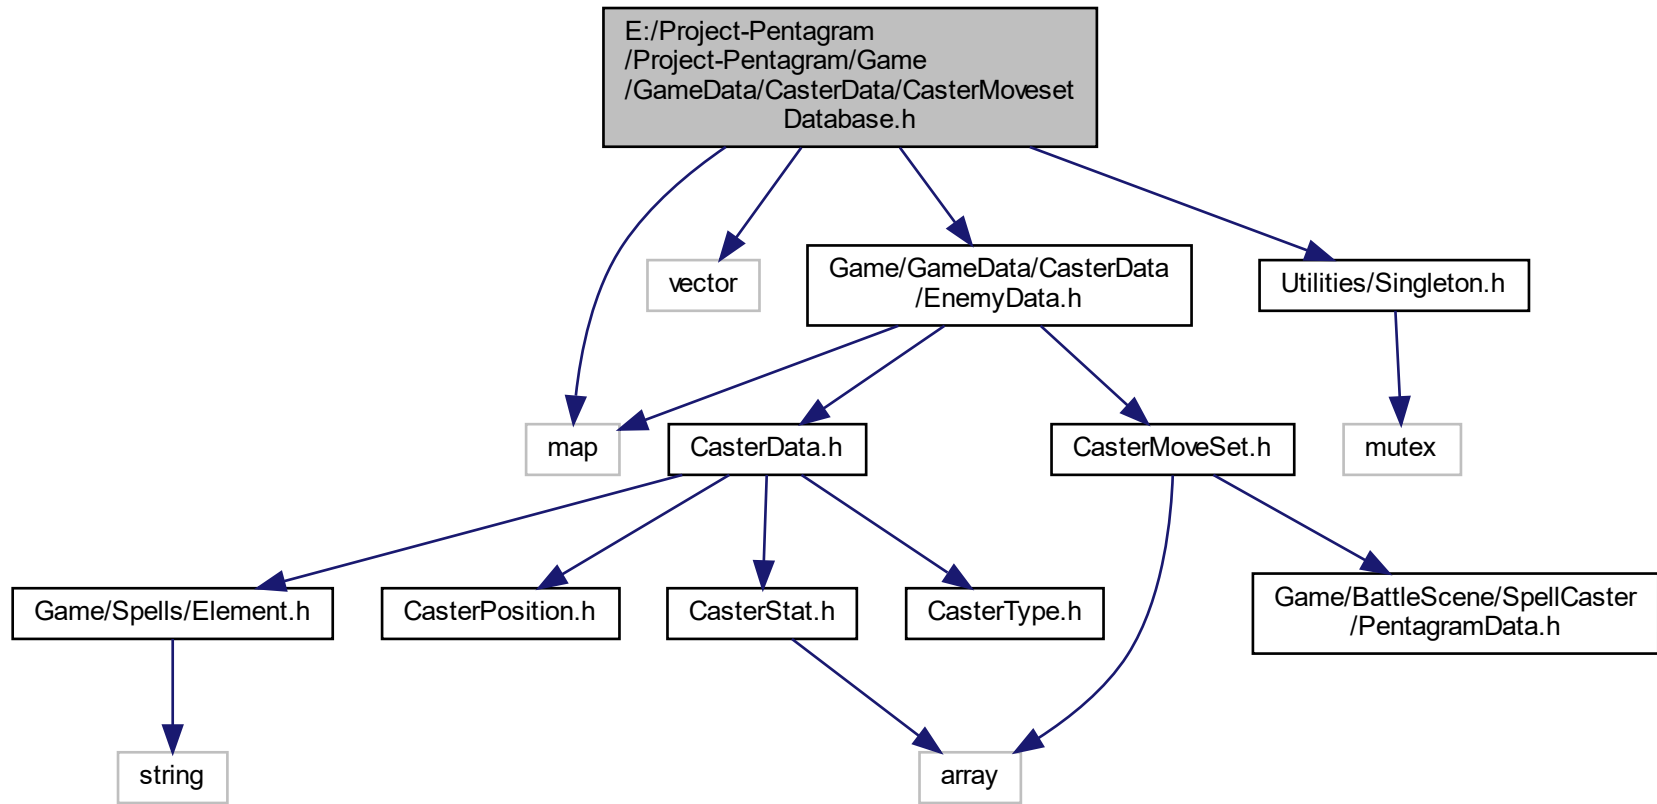 E:/Project-Pentagram
/Project-Pentagram/Game
/GameData/CasterData/CasterMoveset
Database.h
vector
Game/GameData/CasterData
/EnemyData.h
Utilities/Singleton.h
map
CasterData.h
CasterMoveSet.h
mutex
Game/Spells/Element.h
CasterPosition.h
CasterStat.h
CasterType.h
Game/BattleScene/SpellCaster
/PentagramData.h
string
array